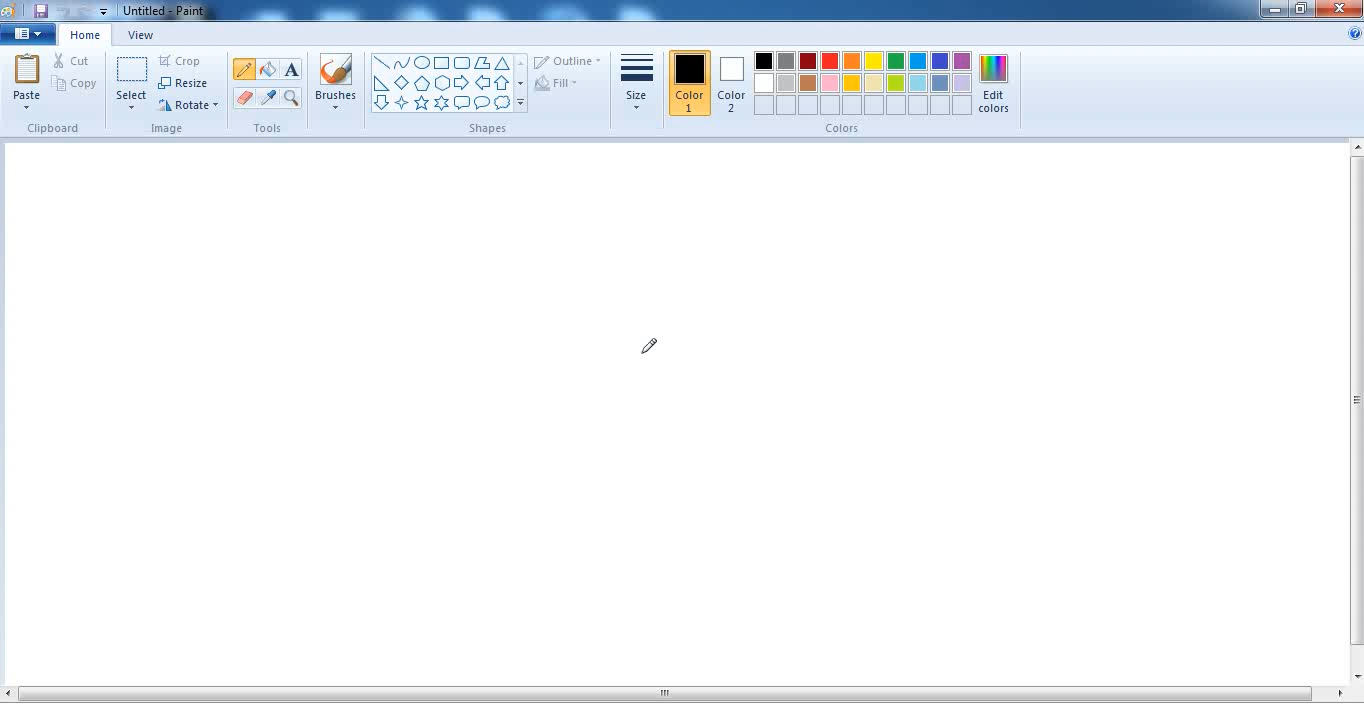 Untitled - Paint
Home View
Paste
Cut
Copy
Clipboard
Select
Crop
Resize
Rotate
Image
A
Tools
Brushes
Outline
Fill
Shapes
Size
Color
1
Color
2
Edit
colors
Colors